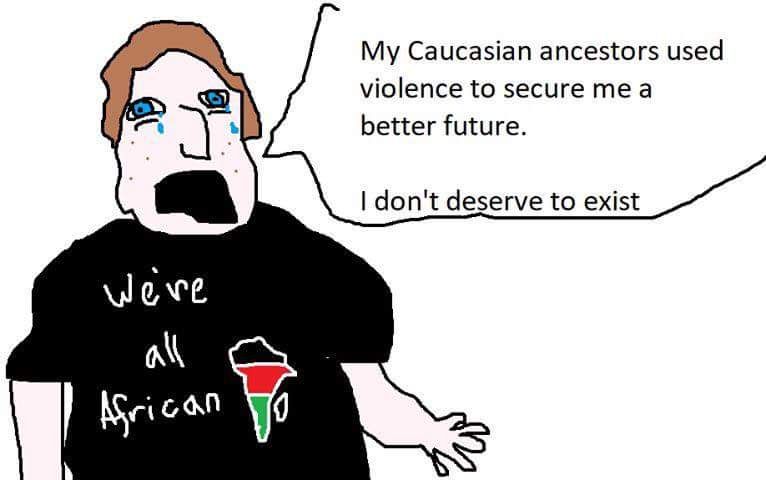 My Caucasian ancestors used
violence to secure me a
better future.
I don't deserve to exist
We're
all
African